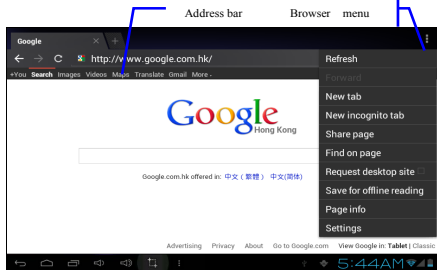 Address bar Browser menu
Google
http://www.google.com.hk/
+You Search Images Videos Maps Translate Gmail More
Refresh
Forward
New tab
New incognito tab
Share page
Find on page
Request desktop site
Save for offline reading
Page info
Settings
Google
Hong Kong
Google.com.hk offered in: 中文（繁體） 中文(简体)
Advertising Privacy About Go to Google.com View Google in: Tablet | Classic
5:44AM